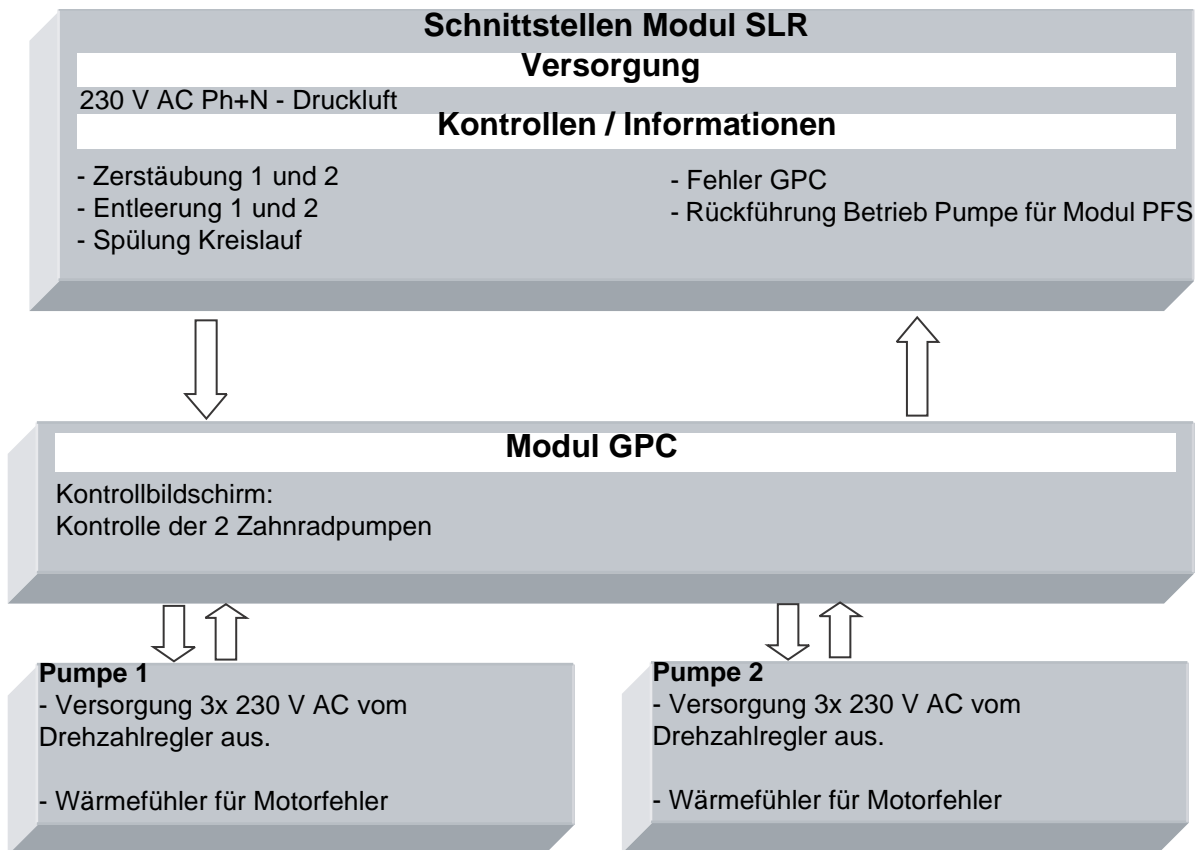 Schnittstellen Modul SLR
Versorgung
230 V AC Ph+N - Druckluft
Kontrollen / Informationen
- Zerstäubung 1 und 2
- Entleerung 1 und 2
- Spülung Kreislauf
- Fehler GPC
- Rückführung Betrieb Pumpe für Modul PFS
Modul GPC
Kontrollbildschirm:
Kontrolle der 2 Zahnradpumpen
Pumpe 1
- Versorgung 3x 230 V AC vom
Drehzahlregler aus.
- Wärmefühler für Motorfehler
Pumpe 2
- Versorgung 3x 230 V AC vom
Drehzahlregler aus.
- Wärmefühler für Motorfehler